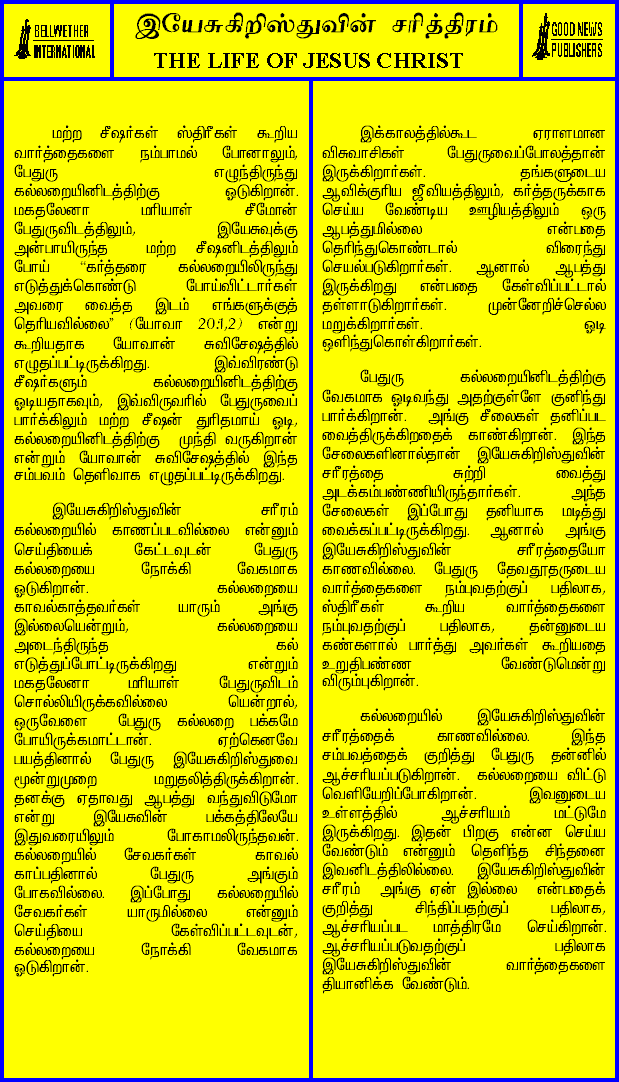 BELLWETHER
INTERNATIONAL
இயேசுகிறிஸ்துவின் சரித்திரம்
THE LIFE OF JESUS CHRIST
GOOD NEWS
PUBLISHERS
மற்ற சீஷர்கள் ஸ்திரீகள் கூறிய
வார்த்தைகளை நம்பாமல் போனாலும்,
பேதுரு எழுந்திருந்து
கல்லறையினிடத்திற்கு ஓடுகிறான்.
மகதலேனா மரியாள் சீமோன்
பேதுருவிடத்திலும், இயேசுவுக்கு
அன்பாயிருந்த மற்ற சீஷனிடத்திலும்
போய் “கர்த்தரை கல்லறையிலிருந்து
எடுத்துக்கொண்டு போய்விட்டார்கள்
அவரை வைத்த இடம் எங்களுக்குத்
தெரியவில்லை” (யோவா 20:1,2) என்று
கூறியதாக யோவான் சுவிசேஷத்தில்
எழுதப்பட்டிருக்கிறது. இவ்விரண்டு
சீஷர்களும் கல்லறையினிடத்திற்கு
ஓடியதாகவும், இவ்விருவரில் பேதுருவைப்
பார்க்கிலும் மற்ற சீஷன் துரிதமாய் ஓடி,
கல்லறையினிடத்திற்கு முந்தி வருகிறான்
என்றும் யோவான் சுவிசேஷத்தில் இந்த
சம்பவம் தெளிவாக எழுதப்பட்டிருக்கிறது.
இயேசுகிறிஸ்துவின் சரீரம்
கல்லறையில் காணப்படவில்லை என்னும்
செய்தியைக் கேட்டவுடன் பேதுரு
கல்லறையை நோக்கி வேகமாக
ஓடுகிறான். கல்லறையை
காவல்காத்தவர்கள் யாரும் அங்கு
இல்லையென்றும், கல்லறையை
அடைந்திருந்த கல்
எடுத்துப்போட்டிருக்கிறது என்றும்
மகதலேனா மரியாள் பேதுருவிடம்
சொல்லியிருக்கவில்லை யென்றால்,
ஒருவேளை பேதுரு கல்லறை பக்கமே
போயிருக்கமாட்டான். ஏற்கெனவே
பயத்தினால் பேதுரு இயேசுகிறிஸ்துவை
மூன்றுமுறை மறுதலித்திருக்கிறான்.
தனக்கு ஏதாவது ஆபத்து வந்துவிடுமோ
என்று இயேசுவின் பக்கத்திலேயே
இதுவரையிலும் போகாமலிருந்தவன்.
கல்லறையில் சேவகர்கள் காவல்
காப்பதினால் பேதுரு அங்கும்
போகவில்லை. இப்போது கல்லறையில்
சேவகர்கள் யாருமில்லை என்னும்
செய்தியை கேள்விப்பட்டவுடன்,
கல்லறையை நோக்கி வேகமாக
ஓடுகிறான்.
இக்காலத்தில்கூட ஏராளமான
விசுவாசிகள் பேதுருவைப்போலத்தான்
இருக்கிறார்கள். தங்களுடைய
ஆவிக்குரிய ஜீவியத்திலும், கர்த்தருக்காக
செய்ய வேண்டிய ஊழியத்திலும் ஒரு
ஆபத்துமில்லை என்பதை
தெரிந்துகொண்டால் விரைந்து
செயல்படுகிறார்கள். ஆனால் ஆபத்து
இருக்கிறது என்பதை கேள்விப்பட்டால்
தள்ளாடுகிறார்கள். முன்னேறிச்செல்ல
மறுக்கிறார்கள். ஓடி
ஒளிந்துகொள்கிறார்கள்.
பேதுரு கல்லறையினிடத்திற்கு
வேகமாக ஓடிவந்து அதற்குள்ளே குனிந்து
பார்க்கிறான். அங்கு சீலைகள் தனிப்பட
வைத்திருக்கிறதைக் காண்கிறான். இந்த
சேலைகளினால்தான் இயேசுகிறிஸ்துவின்
சரீரத்தை சுற்றி வைத்து
அடக்கம்பண்ணியிருந்தார்கள். அந்த
சேலைகள் இப்போது தனியாக மடித்து
வைக்கப்பட்டிருக்கிறது. ஆனால் அங்கு
இயேசுகிறிஸ்துவின் சரீரத்தையோ
காணவில்லை. பேதுரு தேவதூதருடைய
வார்த்தைகளை நம்புவதற்குப் பதிலாக,
ஸ்திரீகள் கூறிய வார்த்தைகளை
நம்புவதற்குப் பதிலாக, தன்னுடைய
கண்களால் பார்த்து அவர்கள் கூறியதை
உறுதிபண்ண வேண்டுமென்று
விரும்புகிறான்.
கல்லறையில் இயேசுகிறிஸ்துவின்
சரீரத்தைக் காணவில்லை. இந்த
சம்பவத்தைக் குறித்து பேதுரு தன்னில்
ஆச்சரியப்படுகிறான். கல்லறையை விட்டு
வெளியேறிப்போகிறான். இவனுடைய
உள்ளத்தில் ஆச்சரியம் மட்டுமே
இருக்கிறது. இதன் பிறகு என்ன செய்ய
வேண்டும் என்னும் தெளிந்த சிந்தனை
இவனிடத்திலில்லை. இயேசுகிறிஸ்துவின்
சரீரம் அங்கு ஏன் இல்லை என்பதைக்
குறித்து சிந்திப்பதற்குப் பதிலாக,
ஆச்சரியப்பட மாத்திரமே செய்கிறான்.
ஆச்சரியப்படுவதற்குப் பதிலாக
இயேசுகிறிஸ்துவின் வார்த்தைகளை
தியானிக்க வேண்டும்.